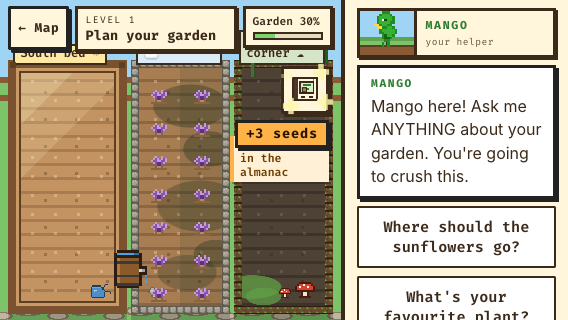 ← Map
LEVEL 1
Plan your garden
Garden 30%
South bed
corner ☁
+3 seeds
in the
almanac
MANGO
your helper
MANGO
Mango here! Ask me
ANYTHING about your
garden. You're going
to crush this.
Where should the
sunflowers go?
What's your
favourite plant?